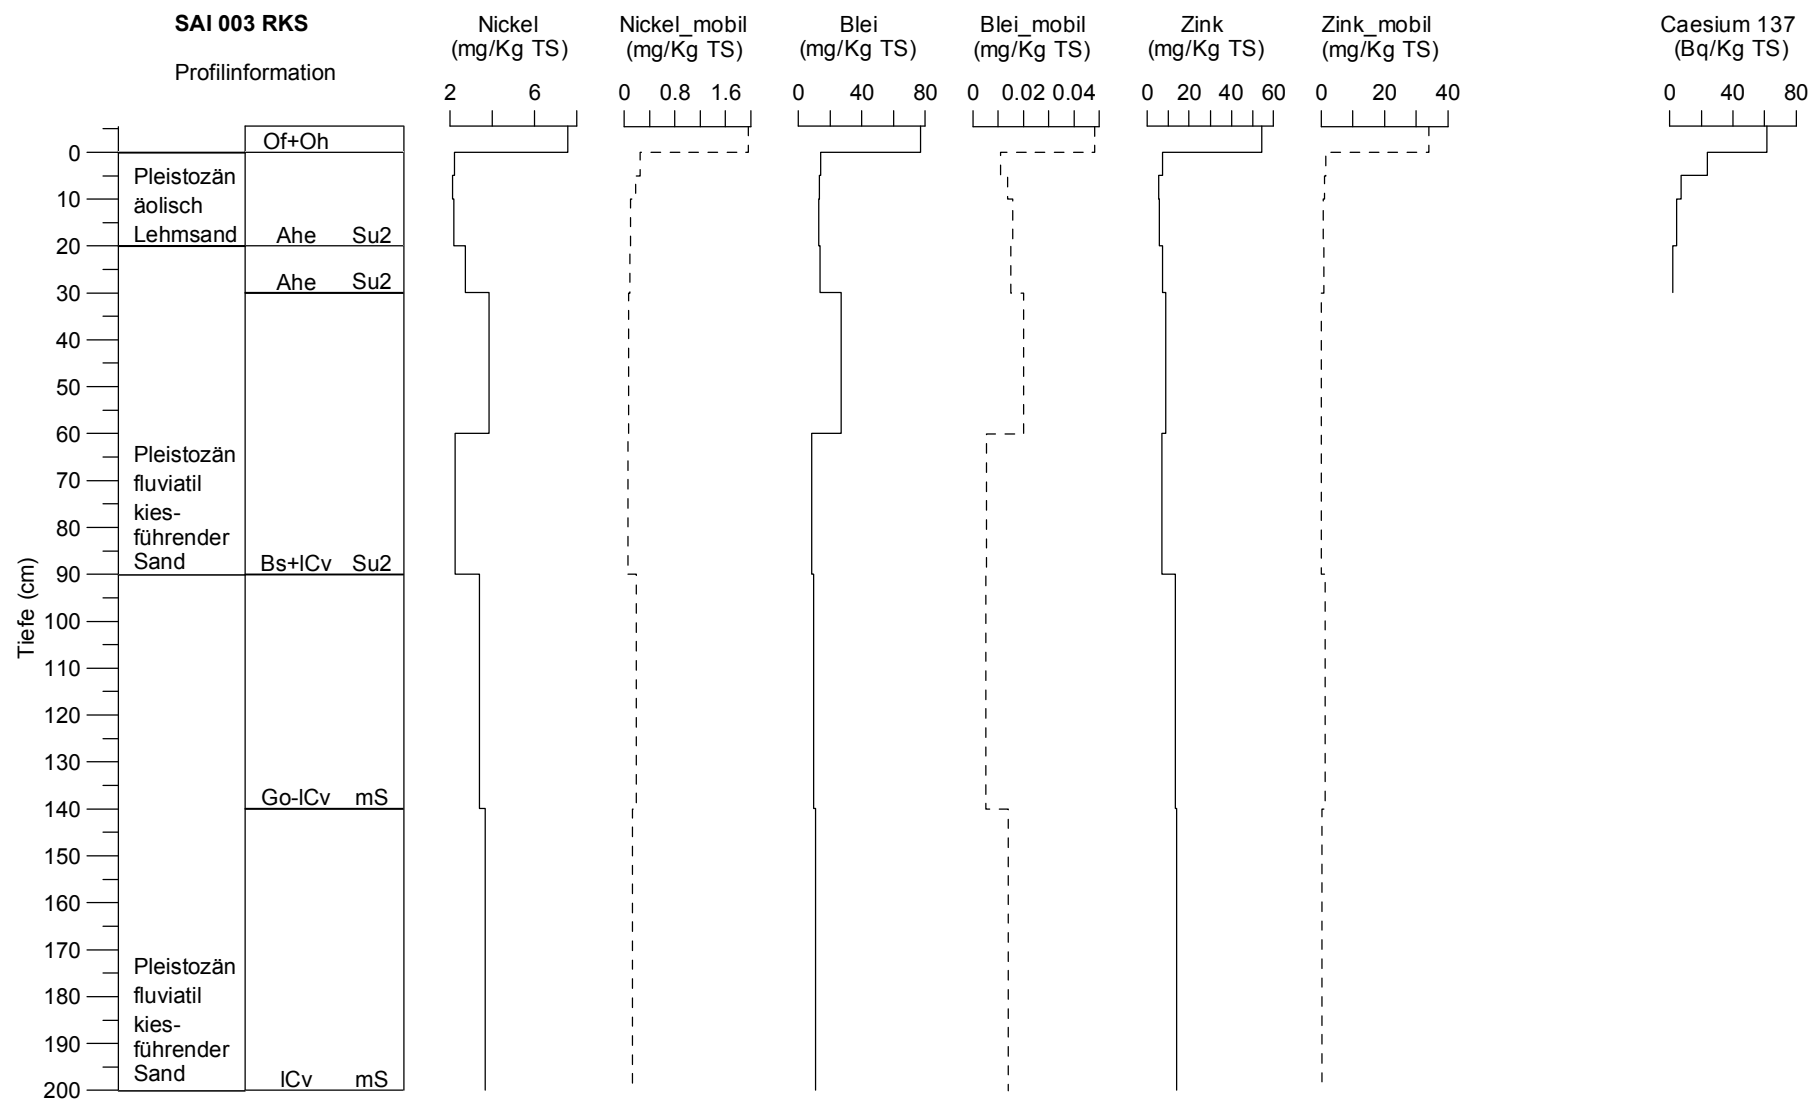 SAI 003 RKS
Profilinformation
Nickel
(mg/Kg TS)
Nickel_mobil
(mg/Kg TS)
Blei
(mg/Kg TS)
Blei_mobil
(mg/Kg TS)
Zink
(mg/Kg TS)
Zink_mobil
(mg/Kg TS)
Caesium 137
(Bq/Kg TS)
2 6
0 0.8 1.6
0 40 80
0 0.02 0.04
0 20 40 60
0 20 40
0 40 80
Tiefe (cm)
0
10
20
30
40
50
60
70
80
90
100
110
120
130
140
150
160
170
180
190
200
Of+Oh
Pleistozän
äolisch
Lehmsand
Ahe Su2
Ahe Su2
Pleistozän
fluviatil
kies-
führender
Sand
Bs+lCv Su2
Go-lCv mS
Pleistozän
fluviatil
kies-
führender
Sand
lCv mS